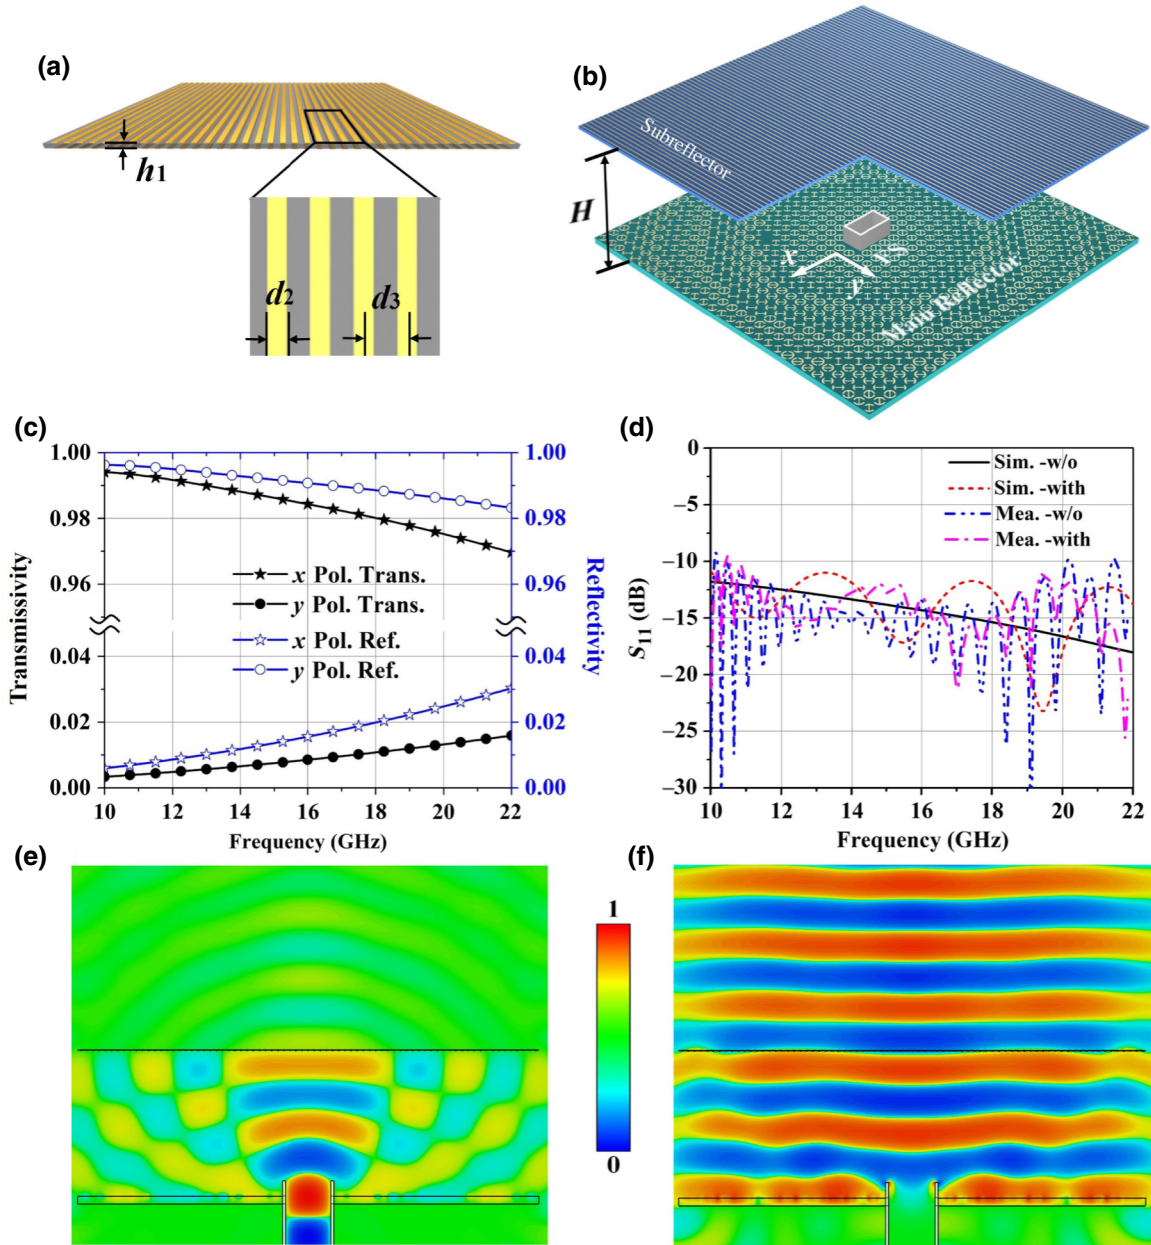 (a)
h1
d2
d3
(b)
Subreflector
H
x
y
VS
Main Reflector
(c)
1.00
0.98
0.96
0.04
0.02
0.00
Transmissivity
x Pol. Trans.
y Pol. Trans.
x Pol. Ref.
y Pol. Ref.
1.00
0.98
0.96
0.04
0.02
0.00
Reflectivity
10 12 14 16 18 20 22
Frequency (GHz)
(d)
0
−5
−10
−15
−20
−25
−30
S11 (dB)
Sim. -w/o
Sim. -with
Mea. -w/o
Mea. -with
10 12 14 16 18 20 22
Frequency (GHz)
(e)
1
0
(f)